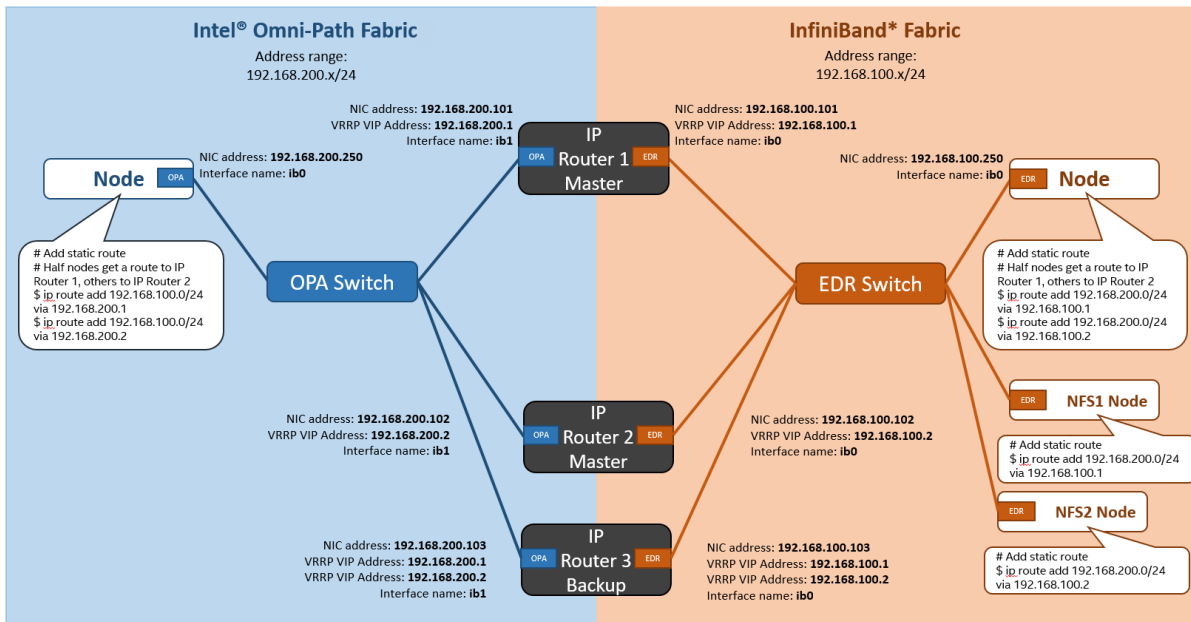 Intel® Omni-Path Fabric
Address range:
192.168.200.x/24
InfiniBand* Fabric
Address range:
192.168.100.x/24
NIC address: 192.168.200.101
VRRP VIP Address: 192.168.200.1
Interface name: ib1
IP
Router 1
Master
OPA
EDR
NIC address: 192.168.100.101
VRRP VIP Address: 192.168.100.1
Interface name: ib0
Node
OPA
NIC address: 192.168.200.250
Interface name: ib0
NIC address: 192.168.100.250
Interface name: ib0
EDR
Node
# Add static route
# Half nodes get a route to IP
Router 1, others to IP Router 2
$ ip route add 192.168.100.0/24
via 192.168.200.1
$ ip route add 192.168.100.0/24
via 192.168.200.2
OPA Switch
EDR Switch
# Add static route
# Half nodes get a route to IP
Router 1, others to IP Router 2
$ ip route add 192.168.200.0/24
via 192.168.100.1
$ ip route add 192.168.200.0/24
via 192.168.100.2
NIC address: 192.168.200.102
VRRP VIP Address: 192.168.200.2
Interface name: ib1
IP
Router 2
Master
OPA
EDR
NIC address: 192.168.100.102
VRRP VIP Address: 192.168.100.2
Interface name: ib0
EDR
NFS1 Node
# Add static route
$ ip route add 192.168.200.0/24
via 192.168.100.1
EDR
NFS2 Node
# Add static route
$ ip route add 192.168.200.0/24
via 192.168.100.2
NIC address: 192.168.200.103
VRRP VIP Address: 192.168.200.1
VRRP VIP Address: 192.168.200.2
Interface name: ib1
IP
Router 3
Backup
OPA
EDR
NIC address: 192.168.100.103
VRRP VIP Address: 192.168.100.1
VRRP VIP Address: 192.168.100.2
Interface name: ib0